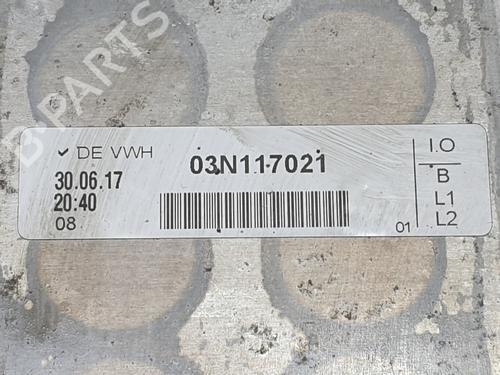 ✓ DE VWH
30.06.17
20:40
08
03N117021
01
I.O
B
L1
L2
B PARTS